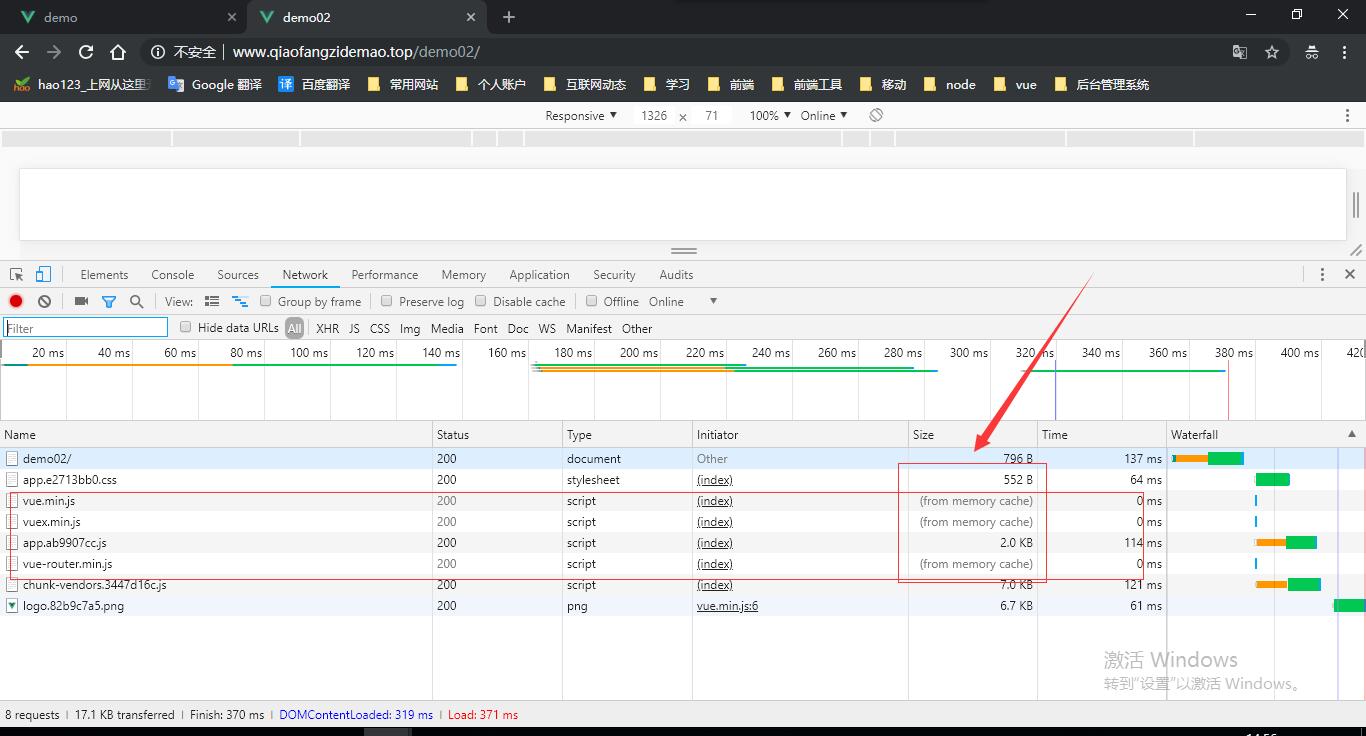 demo
demo02
不安全 www.qiaofangzidemao.top/demo02/
hao123_上网从这里 Google 翻译 译 百度翻译 常用网站 个人账户 互联网动态 学习 前端 前端工具 移动 node vue 后台管理系统
Responsive 1326 × 71 100% Online
Elements Console Sources Network Performance Memory Application Security Audits
View: Group by frame Preserve log Disable cache Offline Online
Filter Hide data URLs All XHR JS CSS Img Media Font Doc WS Manifest Other
20 ms 40 ms 60 ms 80 ms 100 ms 120 ms 140 ms 160 ms 180 ms 200 ms 220 ms 240 ms 260 ms 280 ms 300 ms 320 ms 340 ms 360 ms 380 ms 400 ms 420
Name Status Type Initiator Size Time Waterfall
demo02/ 200 document Other 796 B 137 ms
app.e2713bb0.css 200 stylesheet (index) 552 B 64 ms
vue.min.js 200 script (index) (from memory cache) 0 ms
vuex.min.js 200 script (index) (from memory cache) 0 ms
app.ab9907cc.js 200 script (index) 2.0 KB 114 ms
vue-router.min.js 200 script (index) (from memory cache) 0 ms
chunk-vendors.3447d16c.js 200 script (index) 7.0 KB 121 ms
logo.82b9c7a5.png 200 png vue.min.js:6 6.7 KB 61 ms
激活 Windows
转到"设置"以激活 Windows。
8 requests | 17.1 KB transferred | Finish: 370 ms | DOMContentLoaded: 319 ms | Load: 371 ms